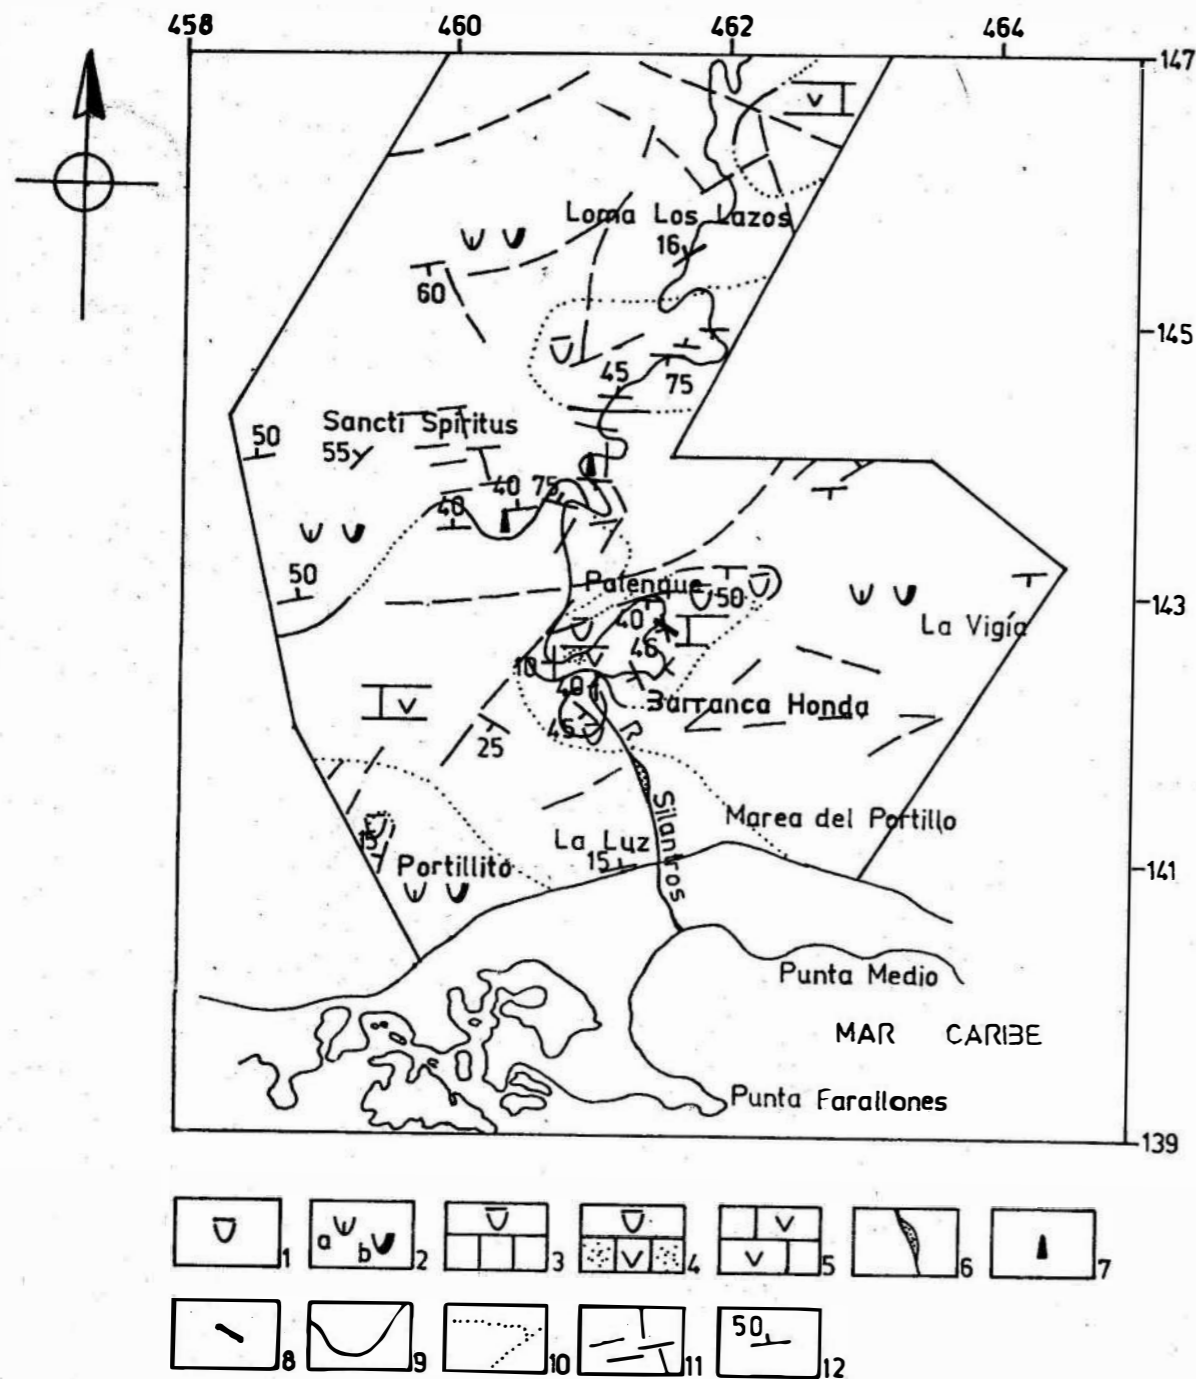 458 460 462 464
147
v
Loma Los Lazos
16
60
145
45
75
Sancti Spiritus
50
55
40 75
40
50
143
Palenque
50
40
La Vigía
46
10
v
40
Barranca Honda
v
45
25
R
Silantros
Marea del Portillo
La Luz
15
15
Portillito
141
Punta Medio
MAR CARIBE
Punta Farallones
139
1 a b 2 3 v 4 v v 5 6 7
8 9 10 11 50 12